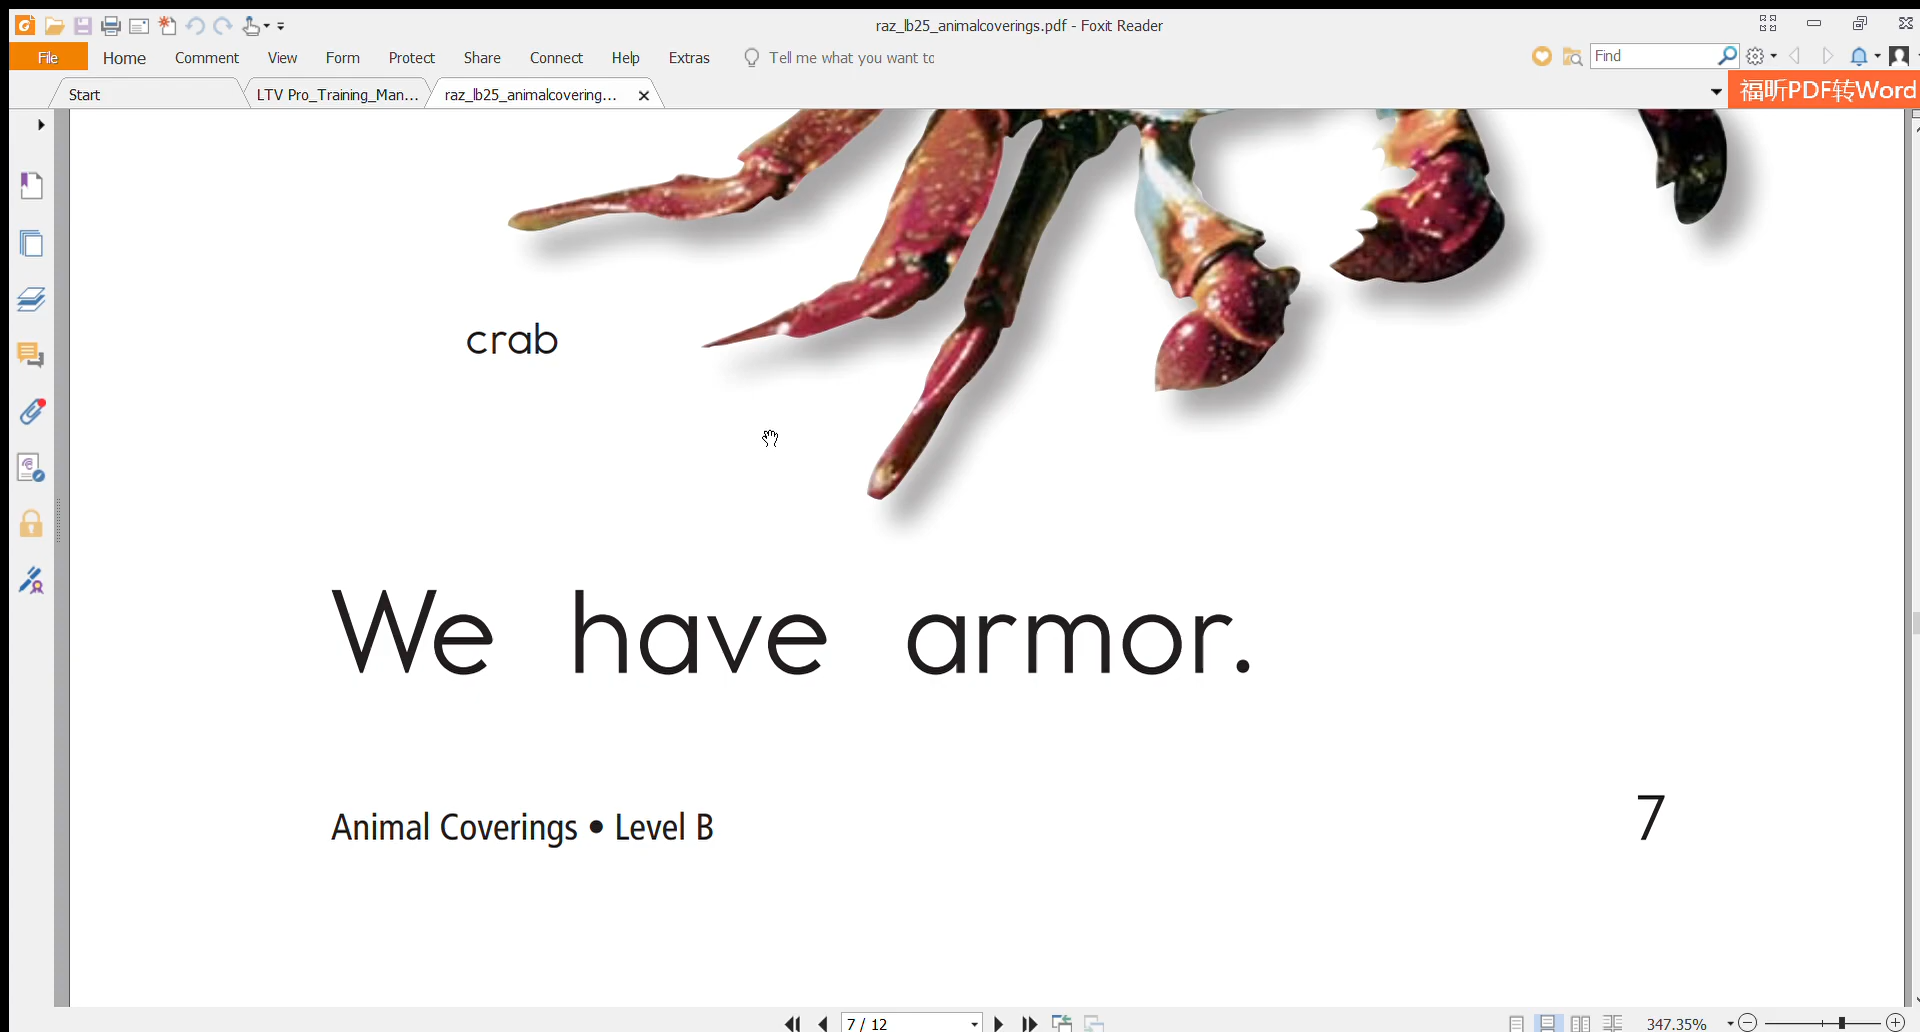 raz_lb25_animalcoverings.pdf - Foxit Reader
File Home Comment View Form Protect Share Connect Help Extras Tell me what you want to Find
Start LTV Pro_Training_Man... raz_lb25_animalcovering...
福昕PDF转Word
crab
We have armor.
Animal Coverings • Level B 7
7 / 12 347.35%